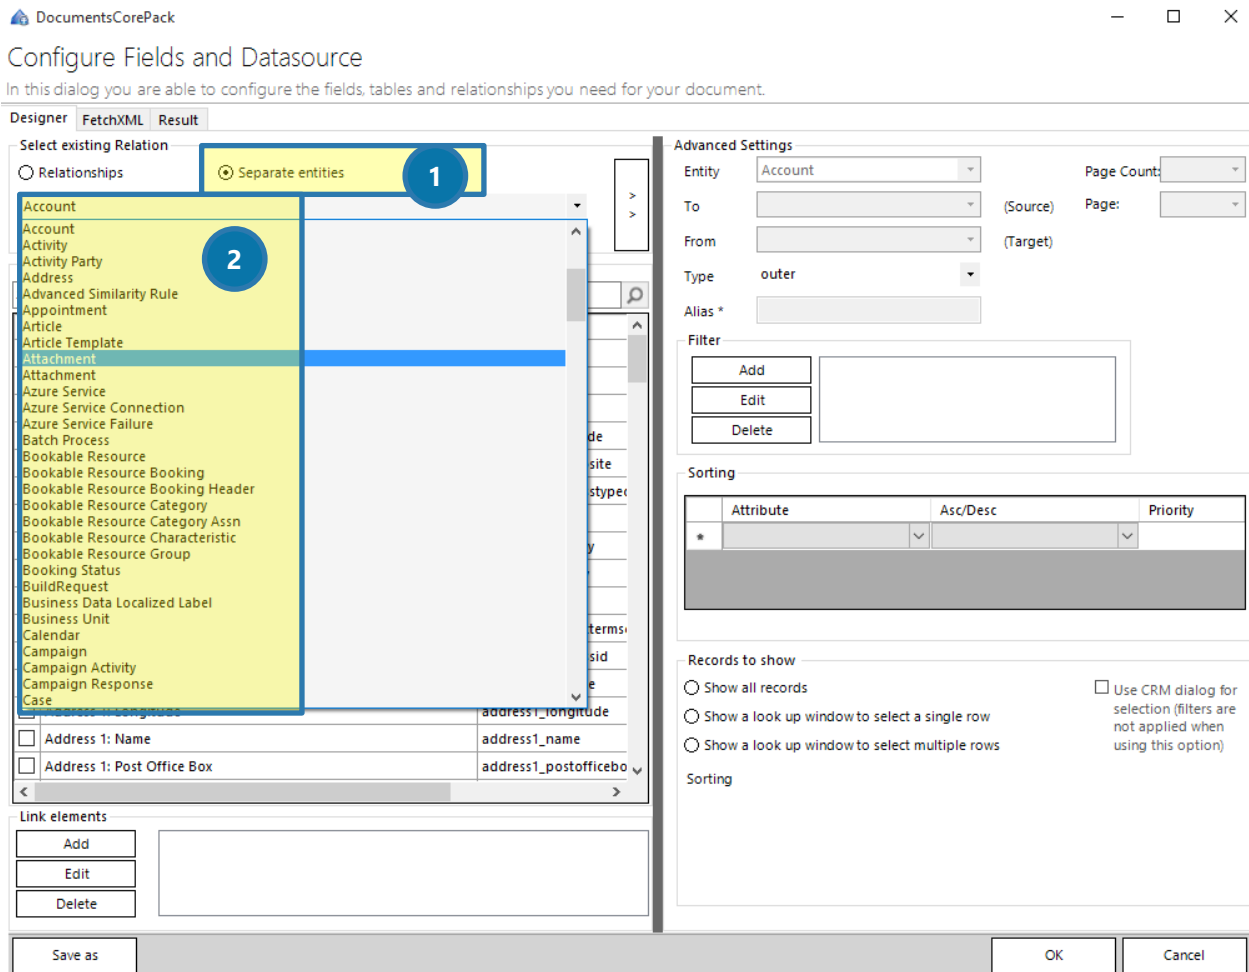 DocumentsCorePack
Configure Fields and Datasource
In this dialog you are able to configure the fields, tables and relationships you need for your document.
Designer FetchXML Result
Select existing Relation
Relationships Separate entities 1
Account
> >
Account
Activity
Activity Party
2
Address
Advanced Similarity Rule
Appointment
Article
Article Template
Attachment
Attachment
Azure Service
Azure Service Connection
Azure Service Failure
Batch Process
Bookable Resource
Bookable Resource Booking
Bookable Resource Booking Header
Bookable Resource Category
Bookable Resource Category Assn
Bookable Resource Characteristic
Bookable Resource Group
Booking Status
BuildRequest
Business Data Localized Label
Business Unit
Calendar
Campaign
Campaign Activity
Campaign Response
Case
de
site
stype
y
terms
sid
e
Address 1: Longitude address1_longitude
Address 1: Name address1_name
Address 1: Post Office Box address1_postofficebo
Link elements
Add
Edit
Delete
Advanced Settings
Entity Account Page Count:
To (Source) Page:
From (Target)
Type outer
Alias *
Filter
Add
Edit
Delete
Sorting
Attribute Asc/Desc Priority
*
Records to show
Show all records
Show a look up window to select a single row
Show a look up window to select multiple rows
Use CRM dialog for
selection (filters are
not applied when
using this option)
Sorting
Save as OK Cancel